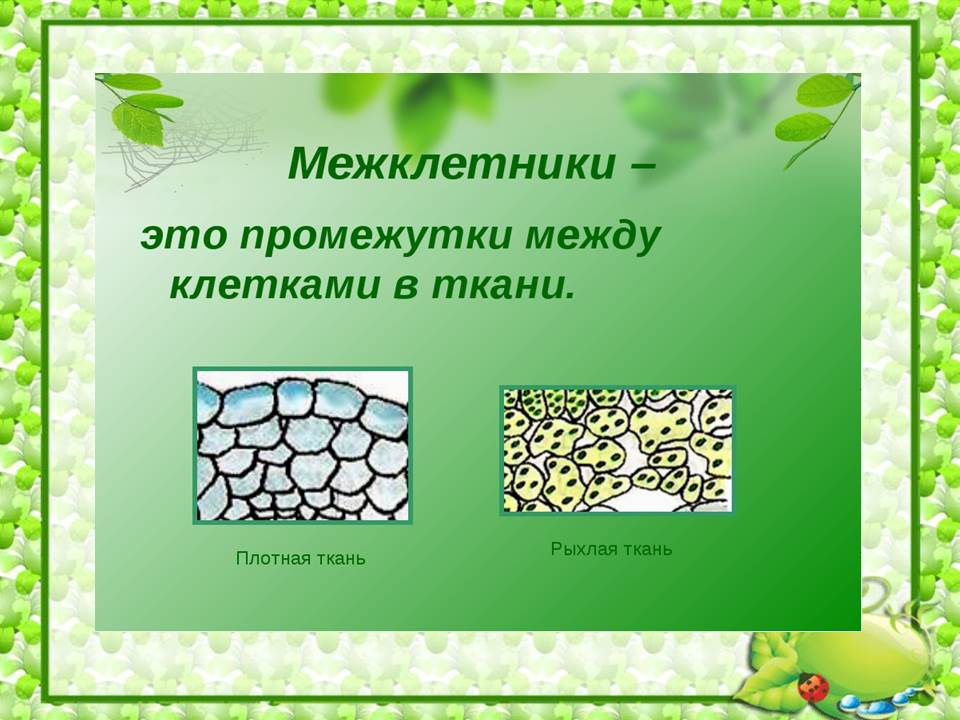 Межклетники –
это промежутки между
клетками в ткани.
Плотная ткань
Рыхлая ткань